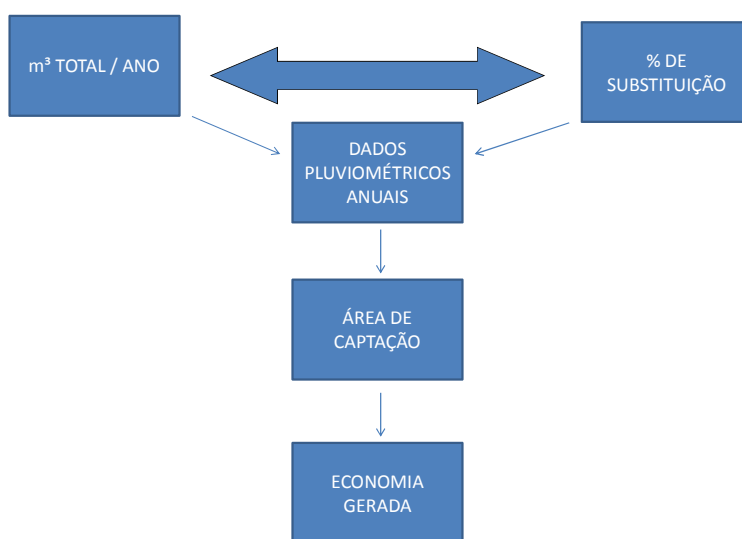 m³ TOTAL / ANO
% DE
SUBSTITUIÇÃO
DADOS
PLUVIOMÉTRICOS
ANUAIS
ÁREA DE
CAPTAÇÃO
ECONOMIA
GERADA